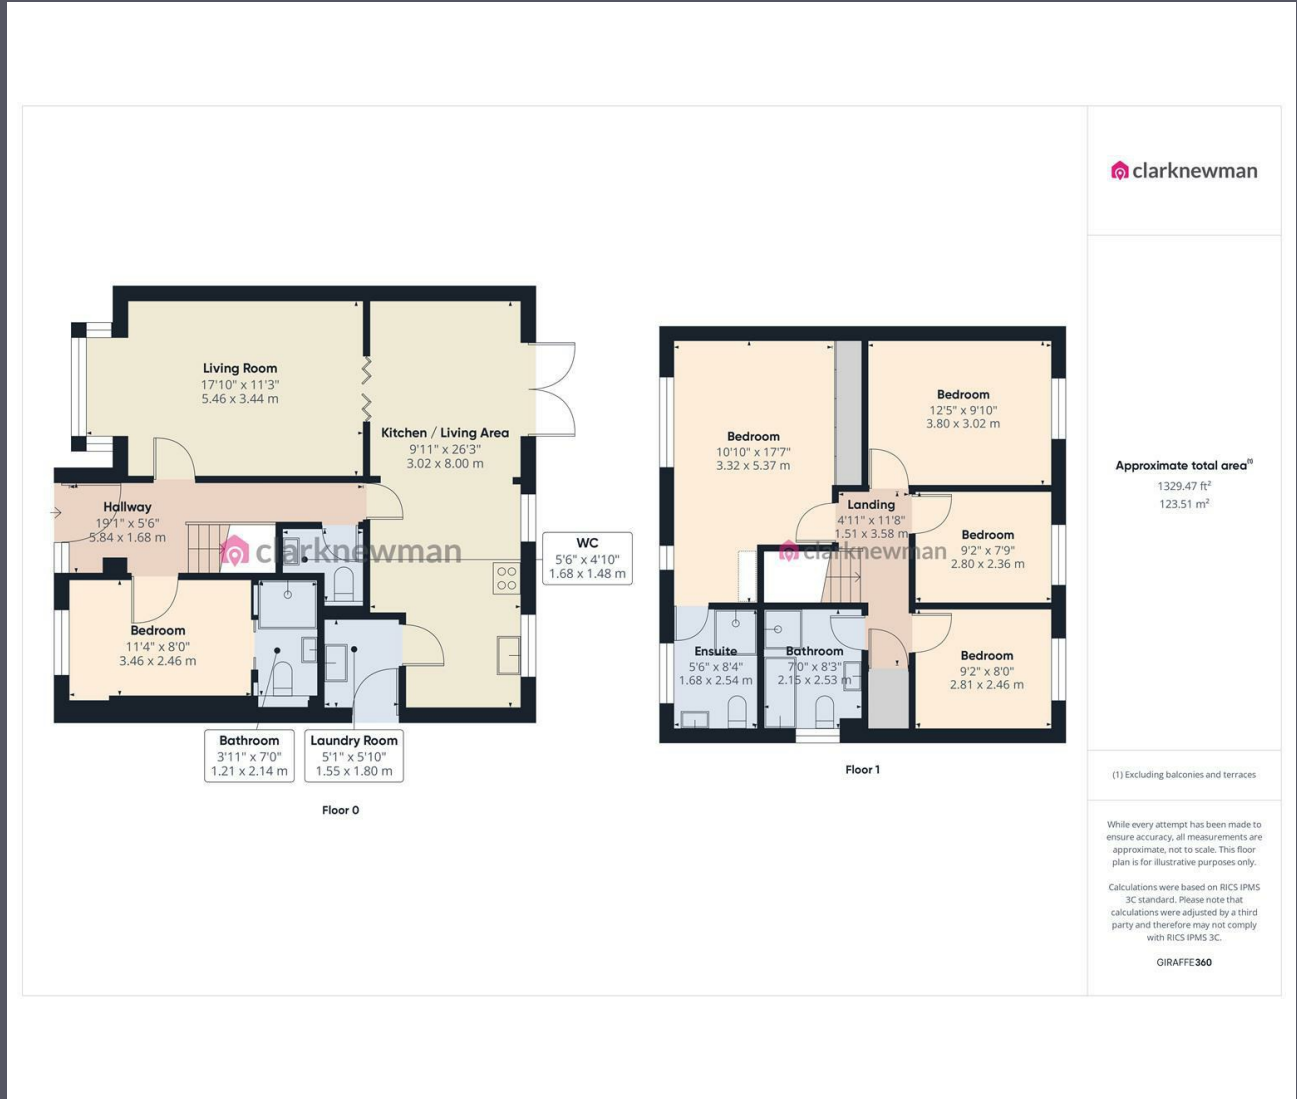 clarknewman
Living Room
17'10" x 11'3"
5.46 x 3.44 m
Kitchen / Living Area
9'11" x 26'3"
3.02 x 8.00 m
Hallway
19'1" x 5'6"
5.84 x 1.68 m
clarknewman
WC
5'6" x 4'10"
1.68 x 1.48 m
Bedroom
11'4" x 8'0"
3.46 x 2.46 m
Bathroom
3'11" x 7'0"
1.21 x 2.14 m
Laundry Room
5'1" x 5'10"
1.55 x 1.80 m
Floor 0
Bedroom
10'10" x 17'7"
3.32 x 5.37 m
Bedroom
12'5" x 9'10"
3.80 x 3.02 m
Landing
4'11" x 11'8"
1.51 x 3.58 m
clarknewman
Bedroom
9'2" x 7'9"
2.80 x 2.36 m
Ensuite
5'6" x 8'4"
1.68 x 2.54 m
Bathroom
7'0" x 8'3"
2.15 x 2.53 m
Bedroom
9'2" x 8'0"
2.81 x 2.46 m
Floor 1
Approximate total area(1)
1329.47 ft²
123.51 m²
(1) Excluding balconies and terraces
While every attempt has been made to
ensure accuracy, all measurements are
approximate, not to scale. This floor
plan is for illustrative purposes only.
Calculations were based on RICS IPMS
3C standard. Please note that
calculations were adjusted by a third
party and therefore may not comply
with RICS IPMS 3C.
GIRAFFE360